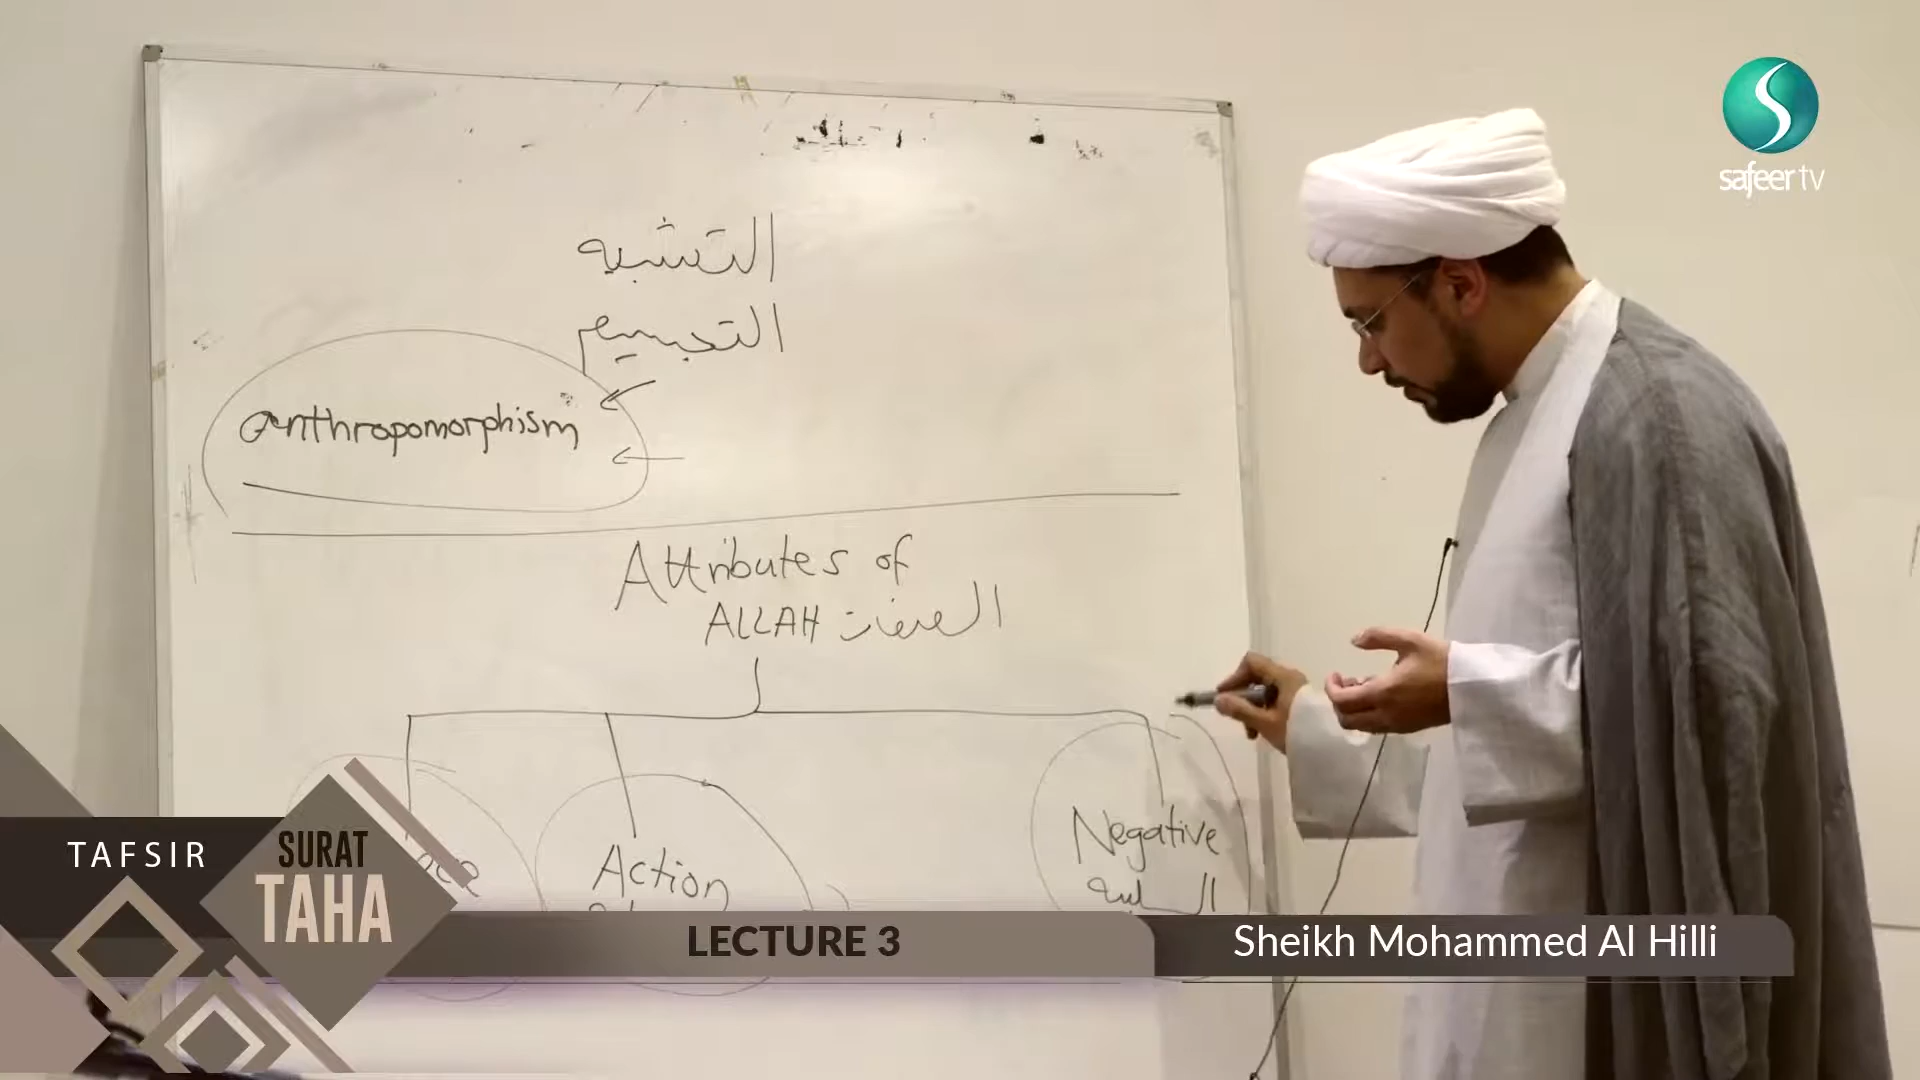 safeer tv
التشبيه
التجسيم
anthropomorphism
Attributes of
ALLAH الصفات
Action
Negative
السلبية
TAFSIR
SURAT
TAHA
LECTURE 3
Sheikh Mohammed Al Hilli